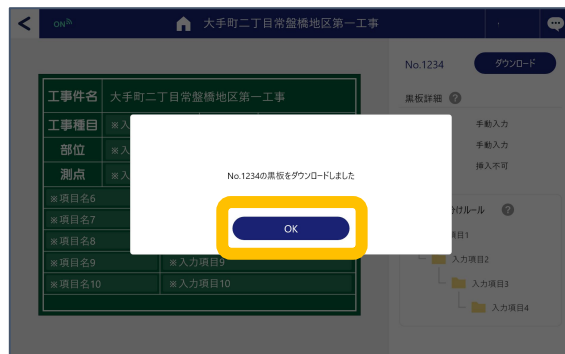 ON
大手町二丁目常盤橋地区第一工事
No.1234
ダウンロード
黒板詳細 ?
工事件名 大手町二丁目常盤橋地区第一工事
工事種目 ※入
手動入力
部位 ※入
手動入力
測点 ※入
挿入不可
No.1234の黒板をダウンロードしました
OK
※項目名6
※項目名7
けルール ?
※項目名8
項目1
※項目名9 ※入力項目9
入力項目2
※項目名10 ※入力項目10
入力項目3
入力項目4